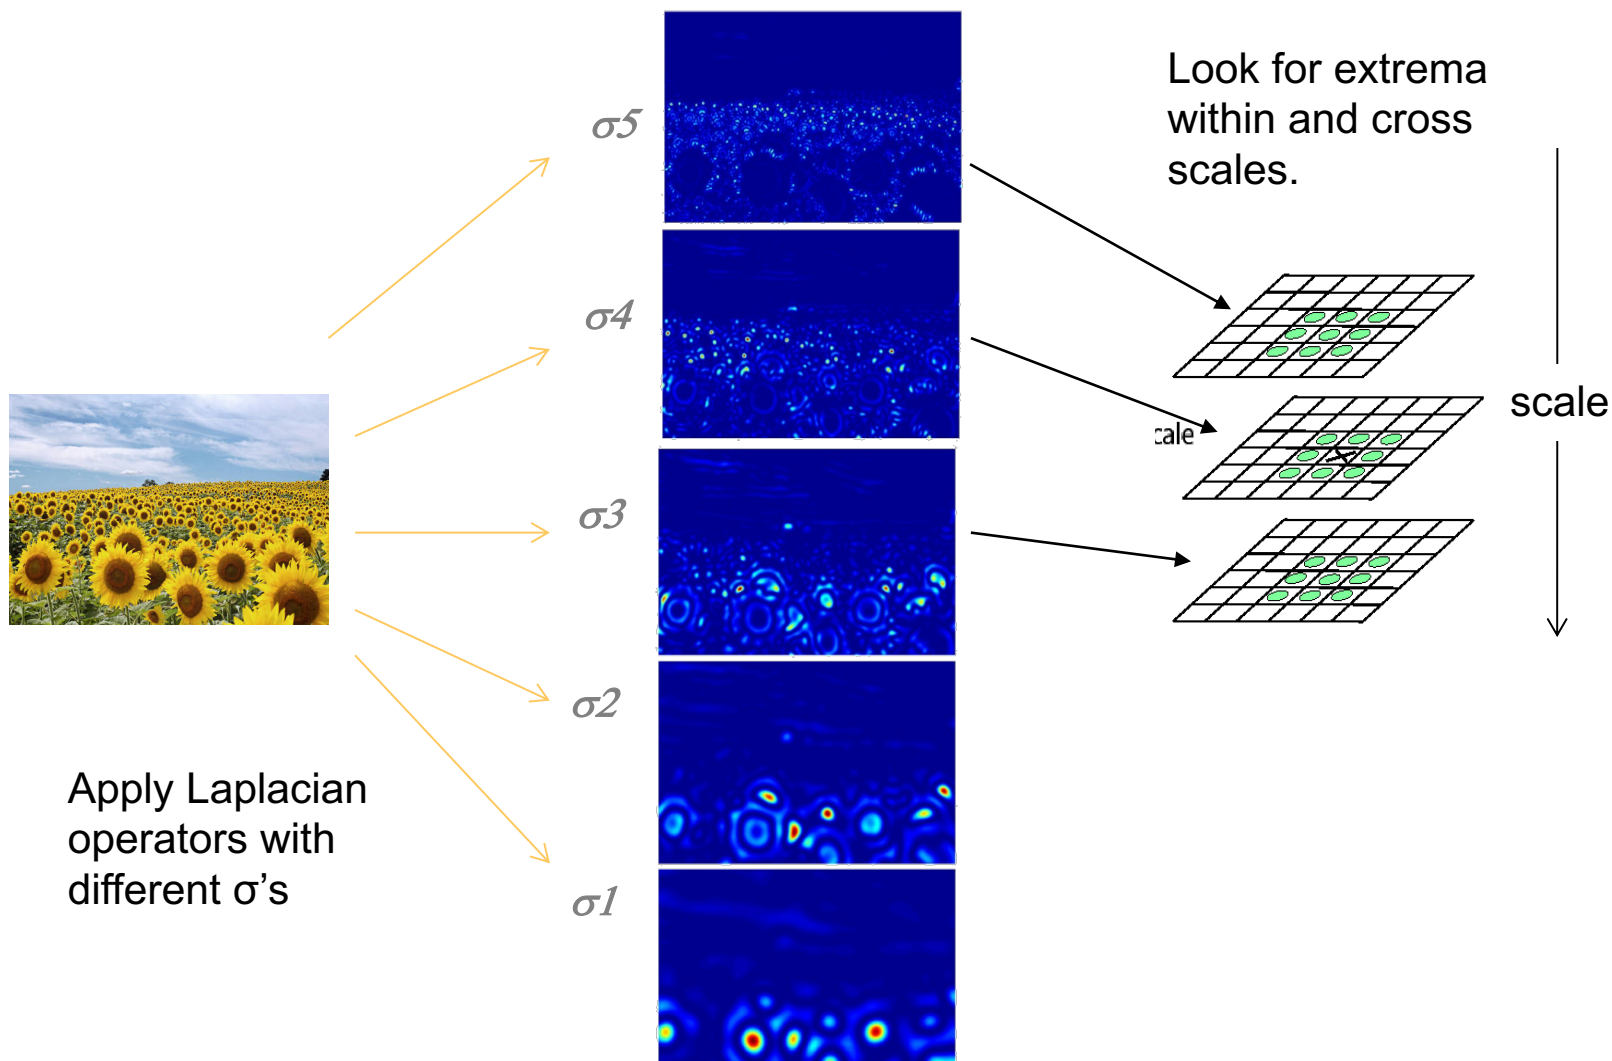 Look for extrema
within and cross
scales.
σ5
σ4
scale
cale
σ3
σ2
Apply Laplacian
operators with
different σ’s
σ1